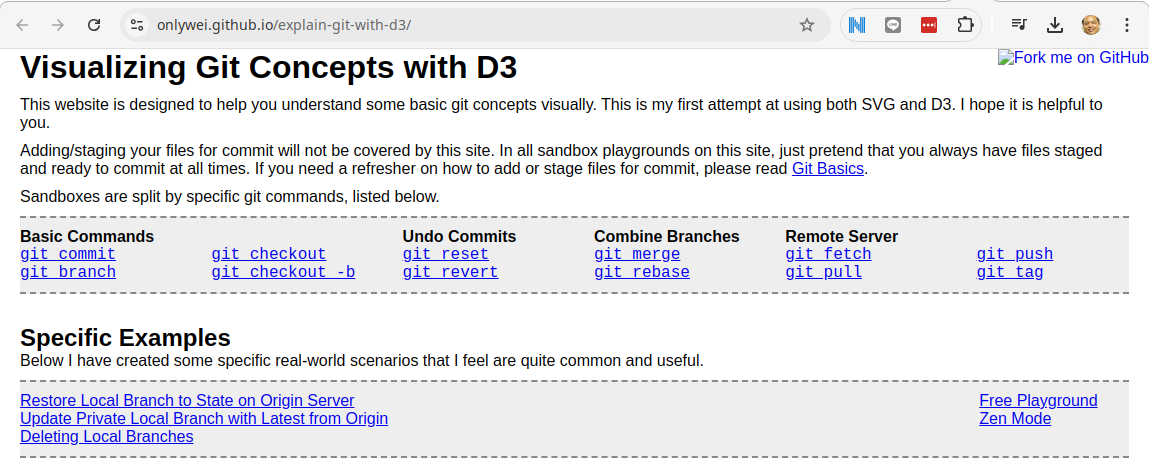 onlywei.github.io/explain-git-with-d3/
Visualizing Git Concepts with D3
Fork me on GitHub
This website is designed to help you understand some basic git concepts visually. This is my first attempt at using both SVG and D3. I hope it is helpful to
you.
Adding/staging your files for commit will not be covered by this site. In all sandbox playgrounds on this site, just pretend that you always have files staged
and ready to commit at all times. If you need a refresher on how to add or stage files for commit, please read Git Basics.
Sandboxes are split by specific git commands, listed below.
Basic Commands Undo Commits Combine Branches Remote Server
git commit git checkout git reset git merge git fetch git push
git branch git checkout -b git revert git rebase git pull git tag
Specific Examples
Below I have created some specific real-world scenarios that I feel are quite common and useful.
Restore Local Branch to State on Origin Server Free Playground
Update Private Local Branch with Latest from Origin Zen Mode
Deleting Local Branches